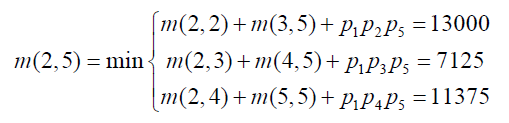 m(2,2) + m(3,5) + p₁p₂p₅ = 13000
m(2,5) = min { m(2,3) + m(4,5) + p₁p₃p₅ = 7125
m(2,4) + m(5,5) + p₁p₄p₅ = 11375